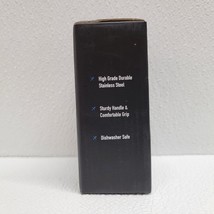 High Grade Durable
Stainless Steel
Sturdy Handle &
Comfortable Grip
Dishwasher Safe